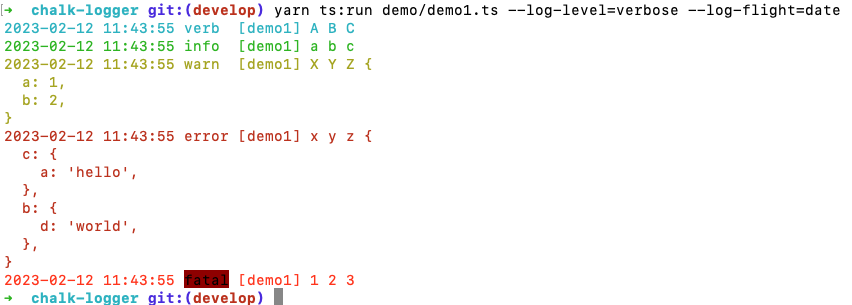 ➜  chalk-logger git:(develop) yarn ts:run demo/demo1.ts --log-level=verbose --log-flight=date
2023-02-12 11:43:55 verb  [demo1] A B C
2023-02-12 11:43:55 info  [demo1] a b c
2023-02-12 11:43:55 warn  [demo1] X Y Z {
  a: 1,
  b: 2,
}
2023-02-12 11:43:55 error [demo1] x y z {
  c: {
    a: 'hello',
  },
  b: {
    d: 'world',
  },
}
2023-02-12 11:43:55 fatal [demo1] 1 2 3
➜  chalk-logger git:(develop)